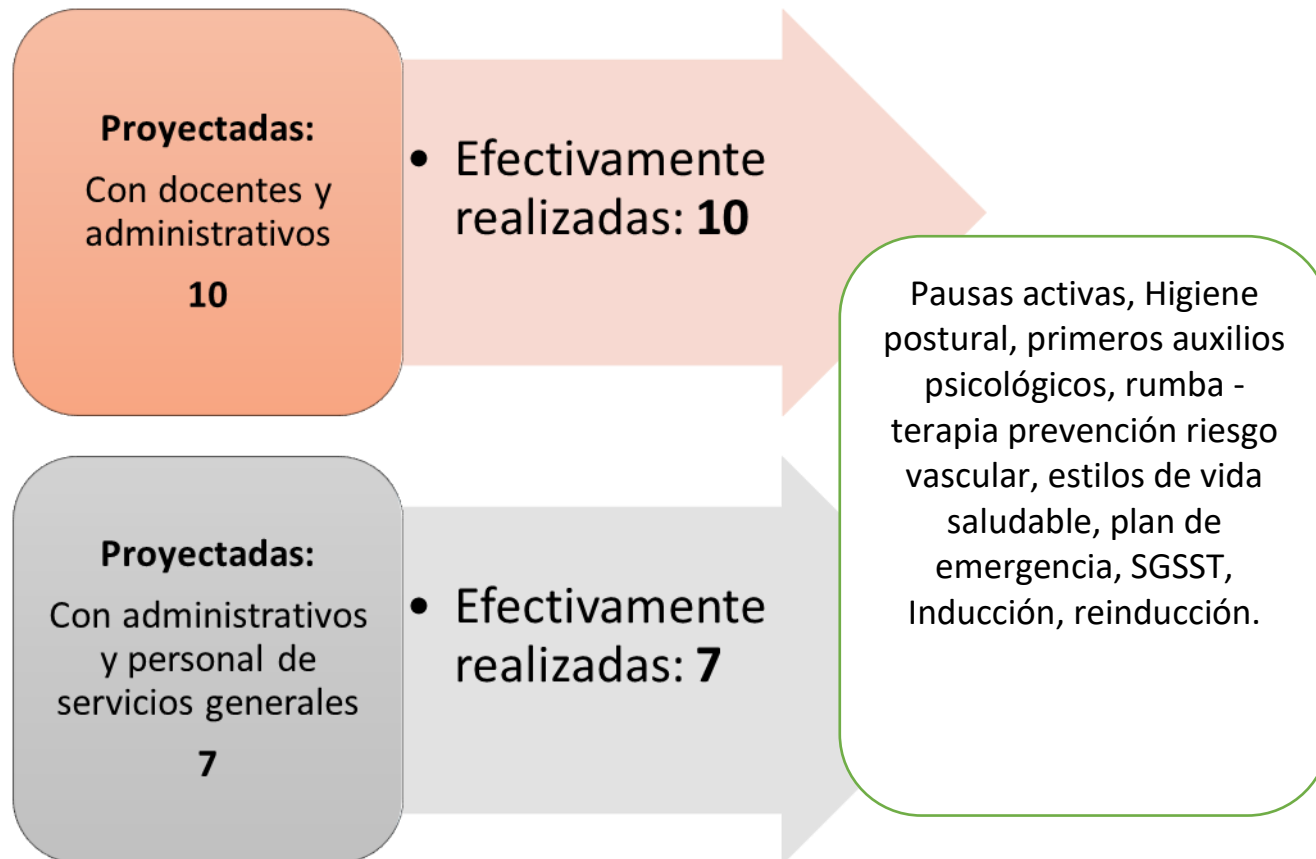 Proyectadas:
Con docentes y
administrativos
10
• Efectivamente
realizadas: 10
Proyectadas:
Con administrativos
y personal de
servicios generales
7
• Efectivamente
realizadas: 7
Pausas activas, Higiene
postural, primeros auxilios
psicológicos, rumba -
terapia prevención riesgo
vascular, estilos de vida
saludable, plan de
emergencia, SGSST,
Inducción, reinducción.